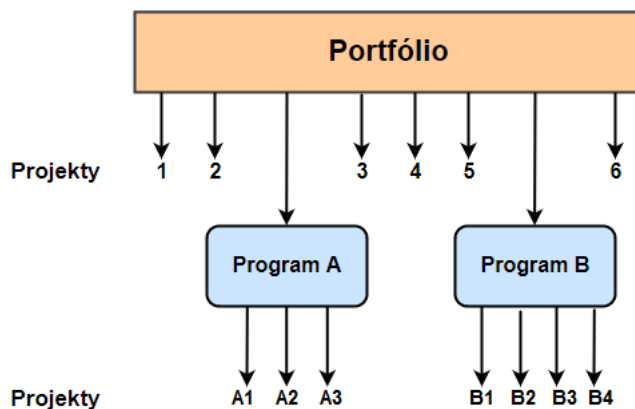 Portfólio
Projekty 1 2 3 4 5 6
Program A Program B
Projekty A1 A2 A3 B1 B2 B3 B4